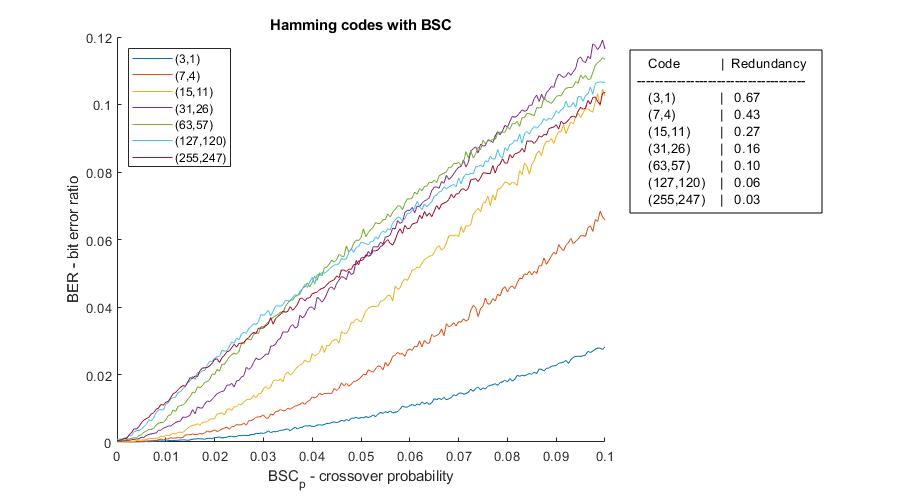 Hamming codes with BSC
0.12
0.1
0.08
0.06
0.04
0.02
0
BER - bit error ratio
(3,1)
(7,4)
(15,11)
(31,26)
(63,57)
(127,120)
(255,247)
0 0.01 0.02 0.03 0.04 0.05 0.06 0.07 0.08 0.09 0.1
BSCp - crossover probability
Code | Redundancy
--------------------------------
(3,1) | 0.67
(7,4) | 0.43
(15,11) | 0.27
(31,26) | 0.16
(63,57) | 0.10
(127,120) | 0.06
(255,247) | 0.03